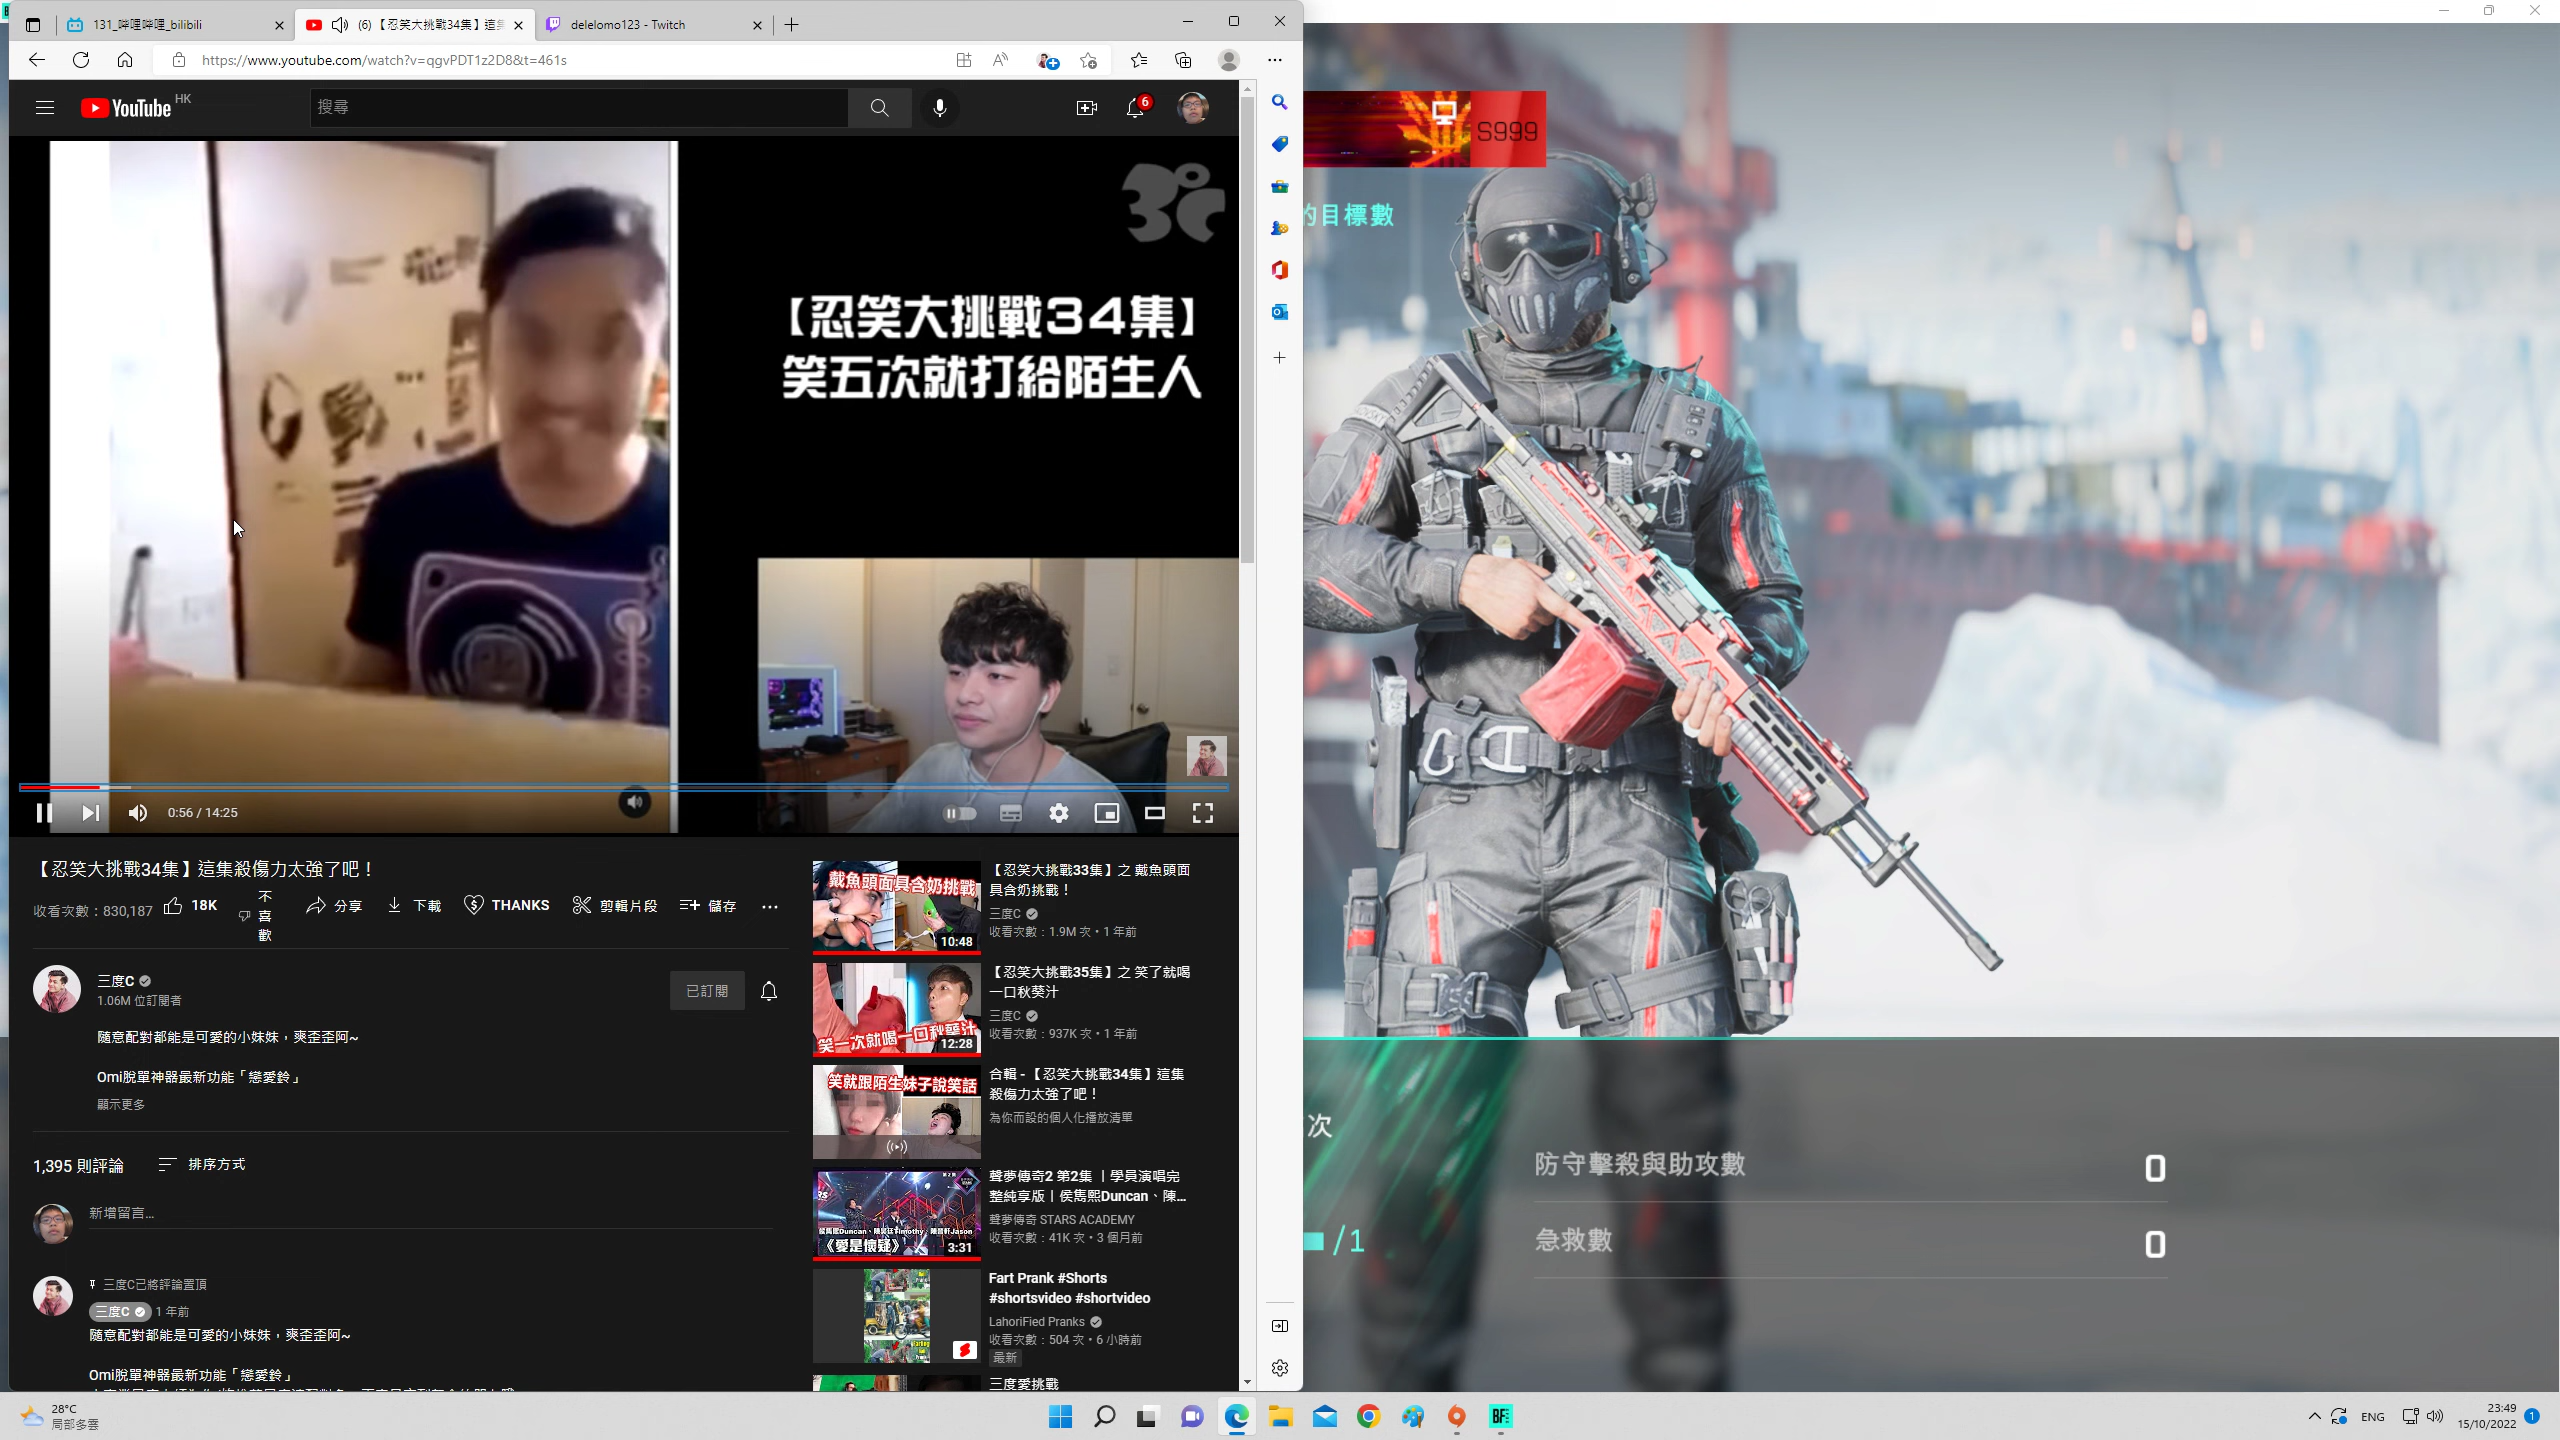 131_哔哩哔哩_bilibili
(6)【忍笑大挑戰34集】這集
delelomo123 - Twitch
https://www.youtube.com/watch?v=qgvPDT1z2D8&t=461s
YouTube HK
搜尋
6
【忍笑大挑戰34集】
笑五次就打給陌生人
0:56 / 14:25
【忍笑大挑戰34集】這集殺傷力太強了吧！
收看次數：830,187
18K
不喜歡
分享
下載
THANKS
剪輯片段
儲存
三度C
1.06M 位訂閱者
已訂閱
隨意配對都能是可愛的小妹妹，爽歪歪阿~
Omi脫單神器最新功能「戀愛鈴」
顯示更多
1,395 則評論
排序方式
新增留言...
三度C已將評論置頂
三度C
1 年前
隨意配對都能是可愛的小妹妹，爽歪歪阿~
Omi脫單神器最新功能「戀愛鈴」
戴魚頭面具含奶挑戰
10:48
【忍笑大挑戰33集】之 戴魚頭面
具含奶挑戰！
三度C
收看次數：1.9M 次・1 年前
笑一次就喝一口秋葵汁
12:28
【忍笑大挑戰35集】之 笑了就喝
一口秋葵汁
三度C
收看次數：937K 次・1 年前
笑就跟陌生妹子說笑話
合輯 -【忍笑大挑戰34集】這集
殺傷力太強了吧！
為你而設的個人化播放清單
《愛是懷疑》
3:31
聲夢傳奇2 第2集 丨學員演唱完
整純享版丨侯雋熙Duncan、陳...
聲夢傳奇 STARS ACADEMY
收看次數：41K 次・3 個月前
Fart Prank #Shorts
#shortsvideo #shortvideo
LahoriFied Pranks
收看次數：504 次・6 小時前
最新
三度愛挑戰
S999
的目標數
次
/1
防守擊殺與助攻數
0
急救數
0
28°C
局部多雲
BF
ENG
23:49
15/10/2022
1